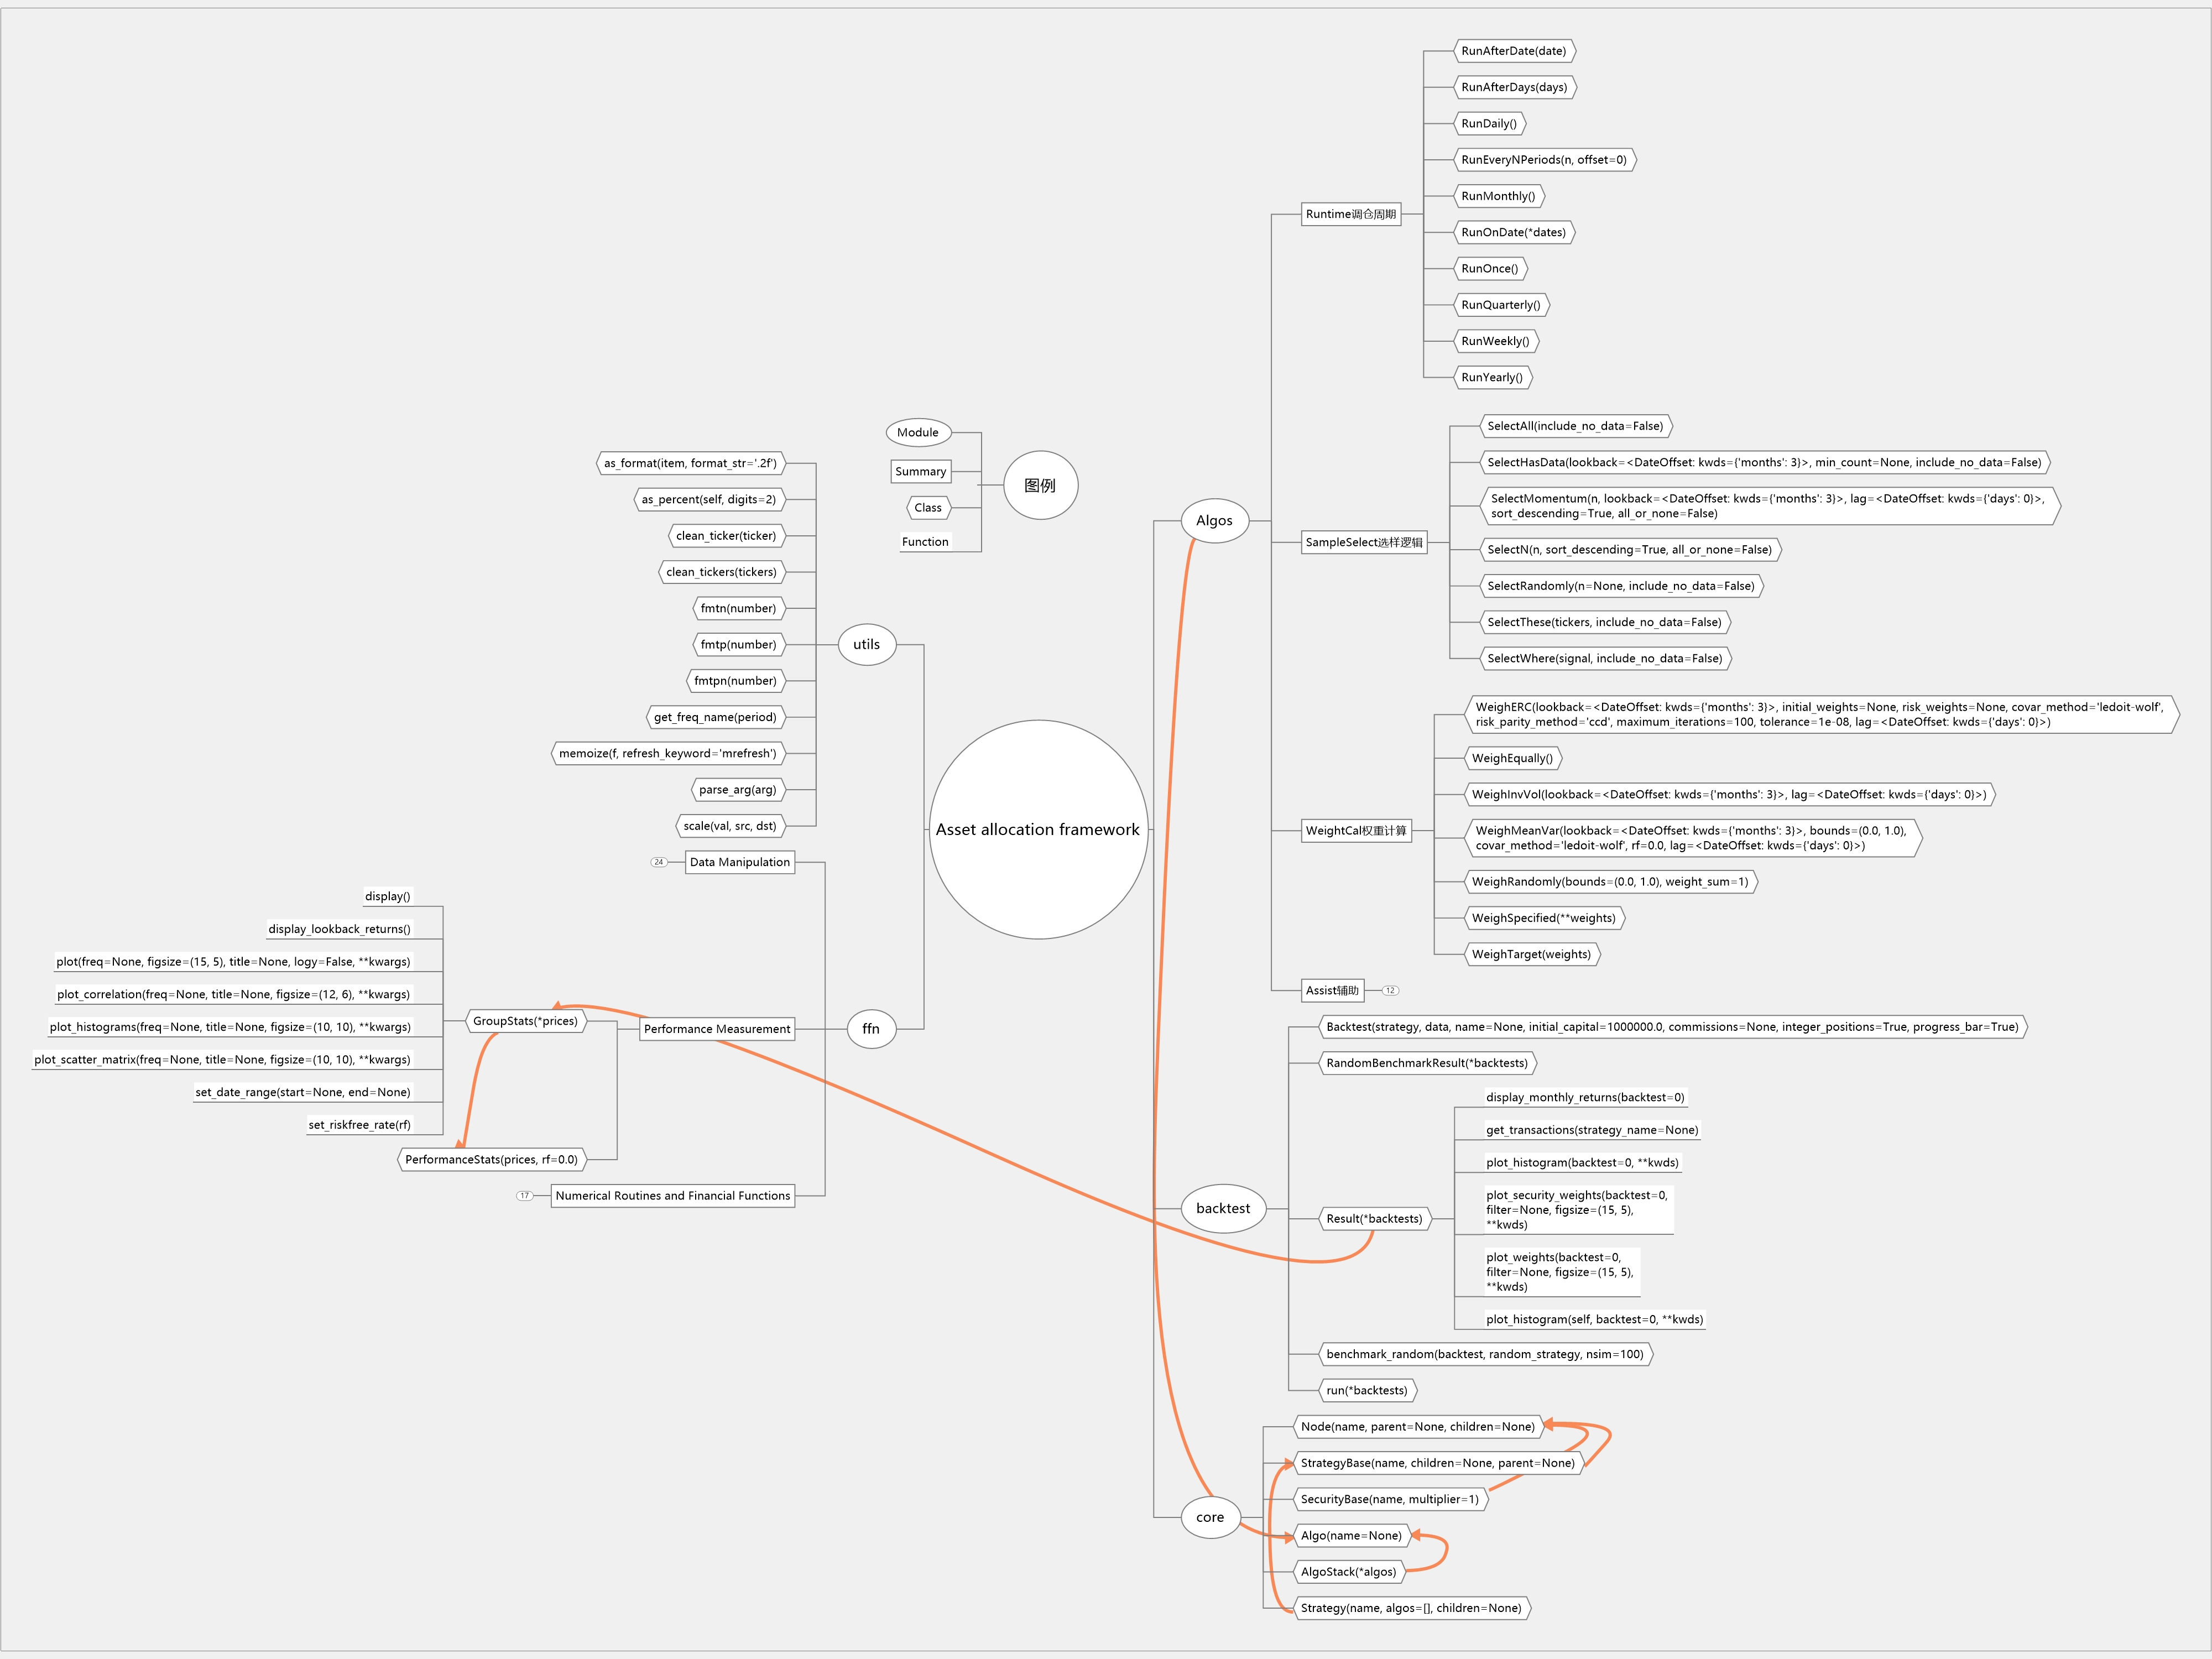 Asset allocation framework
Algos
Runtime调仓周期
RunAfterDate(date)
RunAfterDays(days)
RunDaily()
RunEveryNPeriods(n, offset=0)
RunMonthly()
RunOnDate(*dates)
RunOnce()
RunQuarterly()
RunWeekly()
RunYearly()
SampleSelect选样逻辑
SelectAll(include_no_data=False)
SelectHasData(lookback=<DateOffset: kwds={'months': 3}>, min_count=None, include_no_data=False)
SelectMomentum(n, lookback=<DateOffset: kwds={'months': 3}>, lag=<DateOffset: kwds={'days': 0}>,
sort_descending=True, all_or_none=False)
SelectN(n, sort_descending=True, all_or_none=False)
SelectRandomly(n=None, include_no_data=False)
SelectThese(tickers, include_no_data=False)
SelectWhere(signal, include_no_data=False)
WeightCal权重计算
WeighERC(lookback=<DateOffset: kwds={'months': 3}>, initial_weights=None, risk_weights=None, covar_method='ledoit-wolf',
risk_parity_method='ccd', maximum_iterations=100, tolerance=1e-08, lag=<DateOffset: kwds={'days': 0}>)
WeighEqually()
WeighInvVol(lookback=<DateOffset: kwds={'months': 3}>, lag=<DateOffset: kwds={'days': 0}>)
WeighMeanVar(lookback=<DateOffset: kwds={'months': 3}>, bounds=(0.0, 1.0),
covar_method='ledoit-wolf', rf=0.0, lag=<DateOffset: kwds={'days': 0}>)
WeighRandomly(bounds=(0.0, 1.0), weight_sum=1)
WeighSpecified(**weights)
WeighTarget(weights)
Assist辅助
12
backtest
Backtest(strategy, data, name=None, initial_capital=1000000.0, commissions=None, integer_positions=True, progress_bar=True)
RandomBenchmarkResult(*backtests)
Result(*backtests)
display_monthly_returns(backtest=0)
get_transactions(strategy_name=None)
plot_histogram(backtest=0, **kwds)
plot_security_weights(backtest=0,
filter=None, figsize=(15, 5),
**kwds)
plot_weights(backtest=0,
filter=None, figsize=(15, 5),
**kwds)
plot_histogram(self, backtest=0, **kwds)
benchmark_random(backtest, random_strategy, nsim=100)
run(*backtests)
core
Node(name, parent=None, children=None)
StrategyBase(name, children=None, parent=None)
SecurityBase(name, multiplier=1)
Algo(name=None)
AlgoStack(*algos)
Strategy(name, algos=[], children=None)
图例
Module
Summary
Class
Function
utils
as_format(item, format_str='.2f')
as_percent(self, digits=2)
clean_ticker(ticker)
clean_tickers(tickers)
fmtn(number)
fmtp(number)
fmtpn(number)
get_freq_name(period)
memoize(f, refresh_keyword='mrefresh')
parse_arg(arg)
scale(val, src, dst)
ffn
Data Manipulation
24
Performance Measurement
GroupStats(*prices)
display()
display_lookback_returns()
plot(freq=None, figsize=(15, 5), title=None, logy=False, **kwargs)
plot_correlation(freq=None, title=None, figsize=(12, 6), **kwargs)
plot_histograms(freq=None, title=None, figsize=(10, 10), **kwargs)
plot_scatter_matrix(freq=None, title=None, figsize=(10, 10), **kwargs)
set_date_range(start=None, end=None)
set_riskfree_rate(rf)
PerformanceStats(prices, rf=0.0)
Numerical Routines and Financial Functions
17